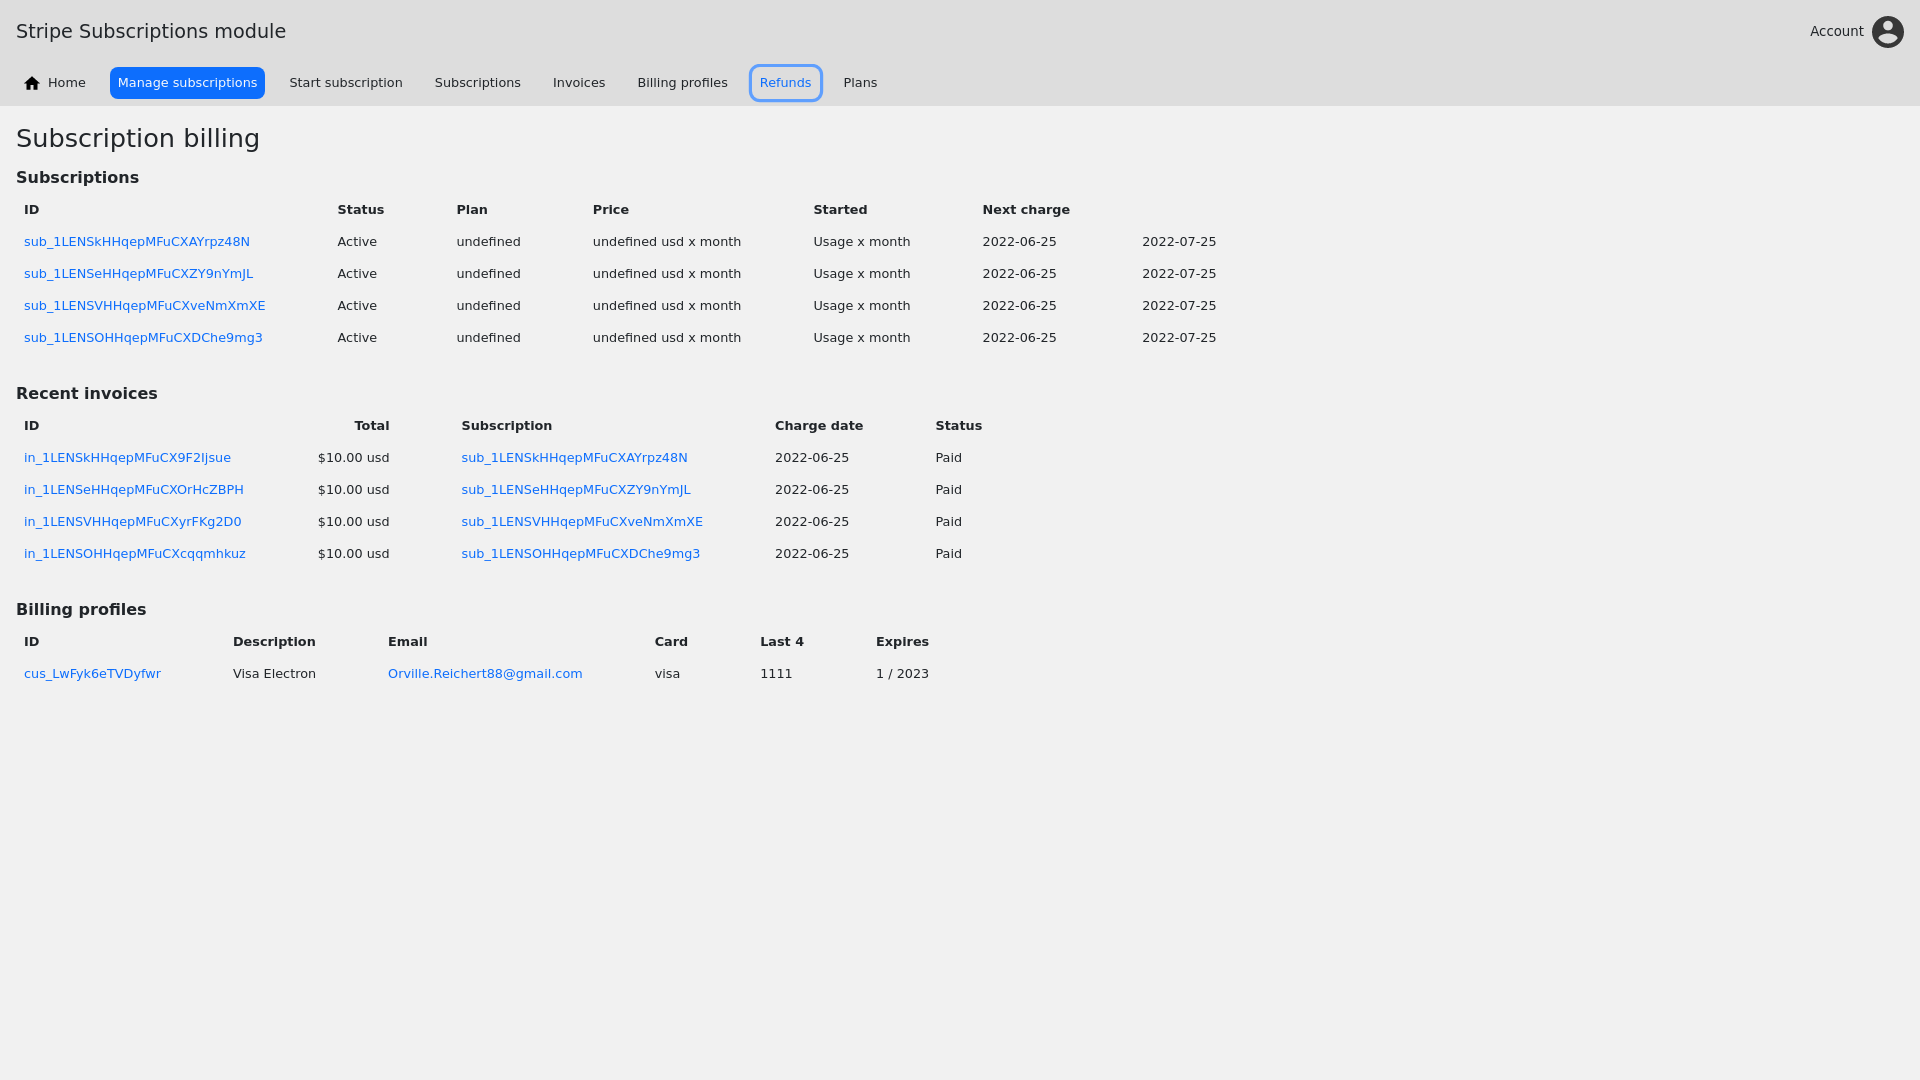 Stripe Subscriptions module
Account
Home Manage subscriptions Start subscription Subscriptions Invoices Billing profiles Refunds Plans
Subscription billing
Subscriptions
ID Status Plan Price Started Next charge
sub_1LENSkHHqepMFuCXAYrpz48N Active undefined undefined usd x month Usage x month 2022-06-25 2022-07-25
sub_1LENSeHHqepMFuCXZY9nYmJL Active undefined undefined usd x month Usage x month 2022-06-25 2022-07-25
sub_1LENSVHHqepMFuCXveNmXmXE Active undefined undefined usd x month Usage x month 2022-06-25 2022-07-25
sub_1LENSOHHqepMFuCXDChe9mg3 Active undefined undefined usd x month Usage x month 2022-06-25 2022-07-25
Recent invoices
ID Total Subscription Charge date Status
in_1LENSkHHqepMFuCX9F2Ijsue $10.00 usd sub_1LENSkHHqepMFuCXAYrpz48N 2022-06-25 Paid
in_1LENSeHHqepMFuCXOrHcZBPH $10.00 usd sub_1LENSeHHqepMFuCXZY9nYmJL 2022-06-25 Paid
in_1LENSVHHqepMFuCXyrFKg2D0 $10.00 usd sub_1LENSVHHqepMFuCXveNmXmXE 2022-06-25 Paid
in_1LENSOHHqepMFuCXcqqmhkuz $10.00 usd sub_1LENSOHHqepMFuCXDChe9mg3 2022-06-25 Paid
Billing profiles
ID Description Email Card Last 4 Expires
cus_LwFyk6eTVDyfwr Visa Electron Orville.Reichert88@gmail.com visa 1111 1 / 2023